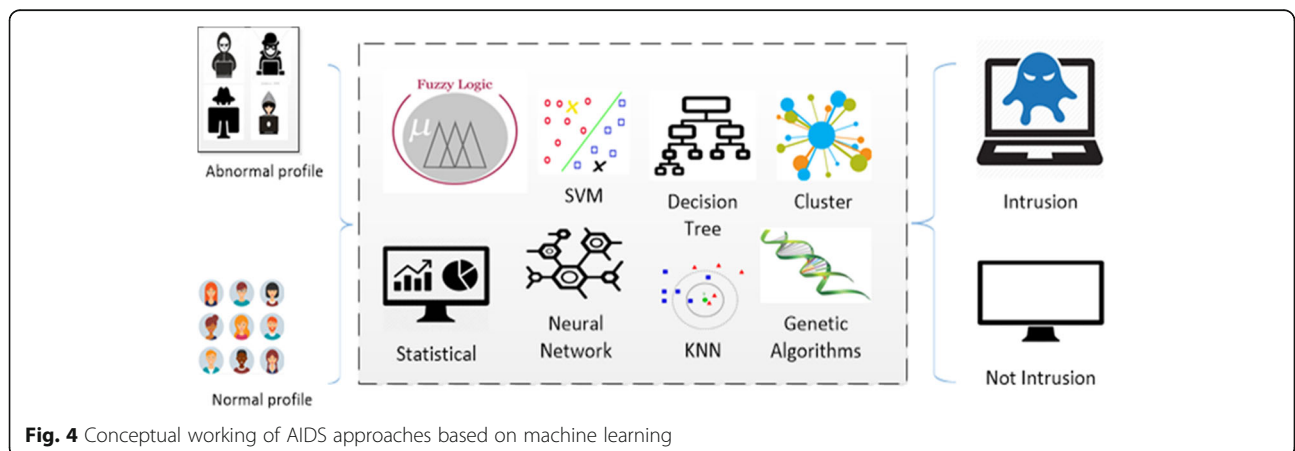 Abnormal profile
Normal profile
Fuzzy Logic
μ
SVM
Decision
Tree
Cluster
Statistical
Neural
Network
KNN
Genetic
Algorithms
Intrusion
Not Intrusion
Fig. 4 Conceptual working of AIDS approaches based on machine learning